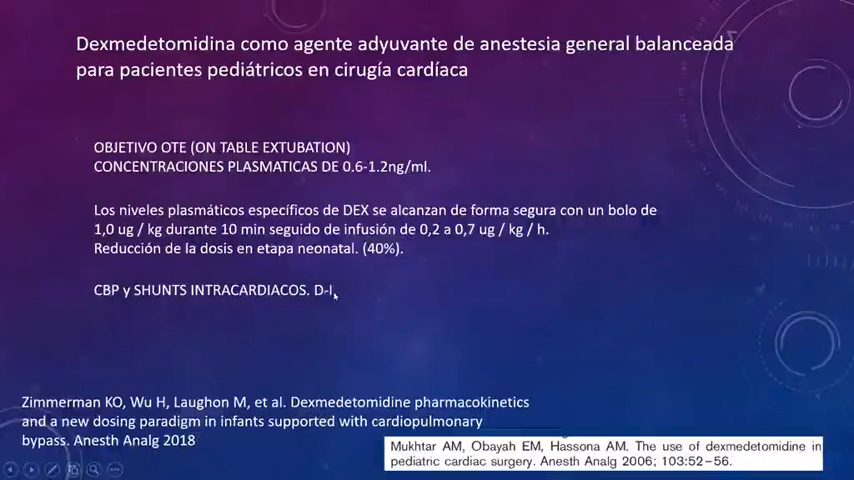 Dexmedetomidina como agente adyuvante de anestesia general balanceada
para pacientes pediátricos en cirugía cardíaca
OBJETIVO OTE (ON TABLE EXTUBATION)
CONCENTRACIONES PLASMATICAS DE 0.6-1.2ng/ml.
Los niveles plasmáticos específicos de DEX se alcanzan de forma segura con un bolo de
1,0 ug / kg durante 10 min seguido de infusión de 0,2 a 0,7 ug / kg / h.
Reducción de la dosis en etapa neonatal. (40%).
CBP y SHUNTS INTRACARDIACOS. D-I,
Zimmerman KO, Wu H, Laughon M, et al. Dexmedetomidine pharmacokinetics
and a new dosing paradigm in infants supported with cardiopulmonary
bypass. Anesth Analg 2018
Mukhtar AM, Obayah EM, Hassona AM. The use of dexmedetomidine in
pediatric cardiac surgery. Anesth Analg 2006; 103:52–56.